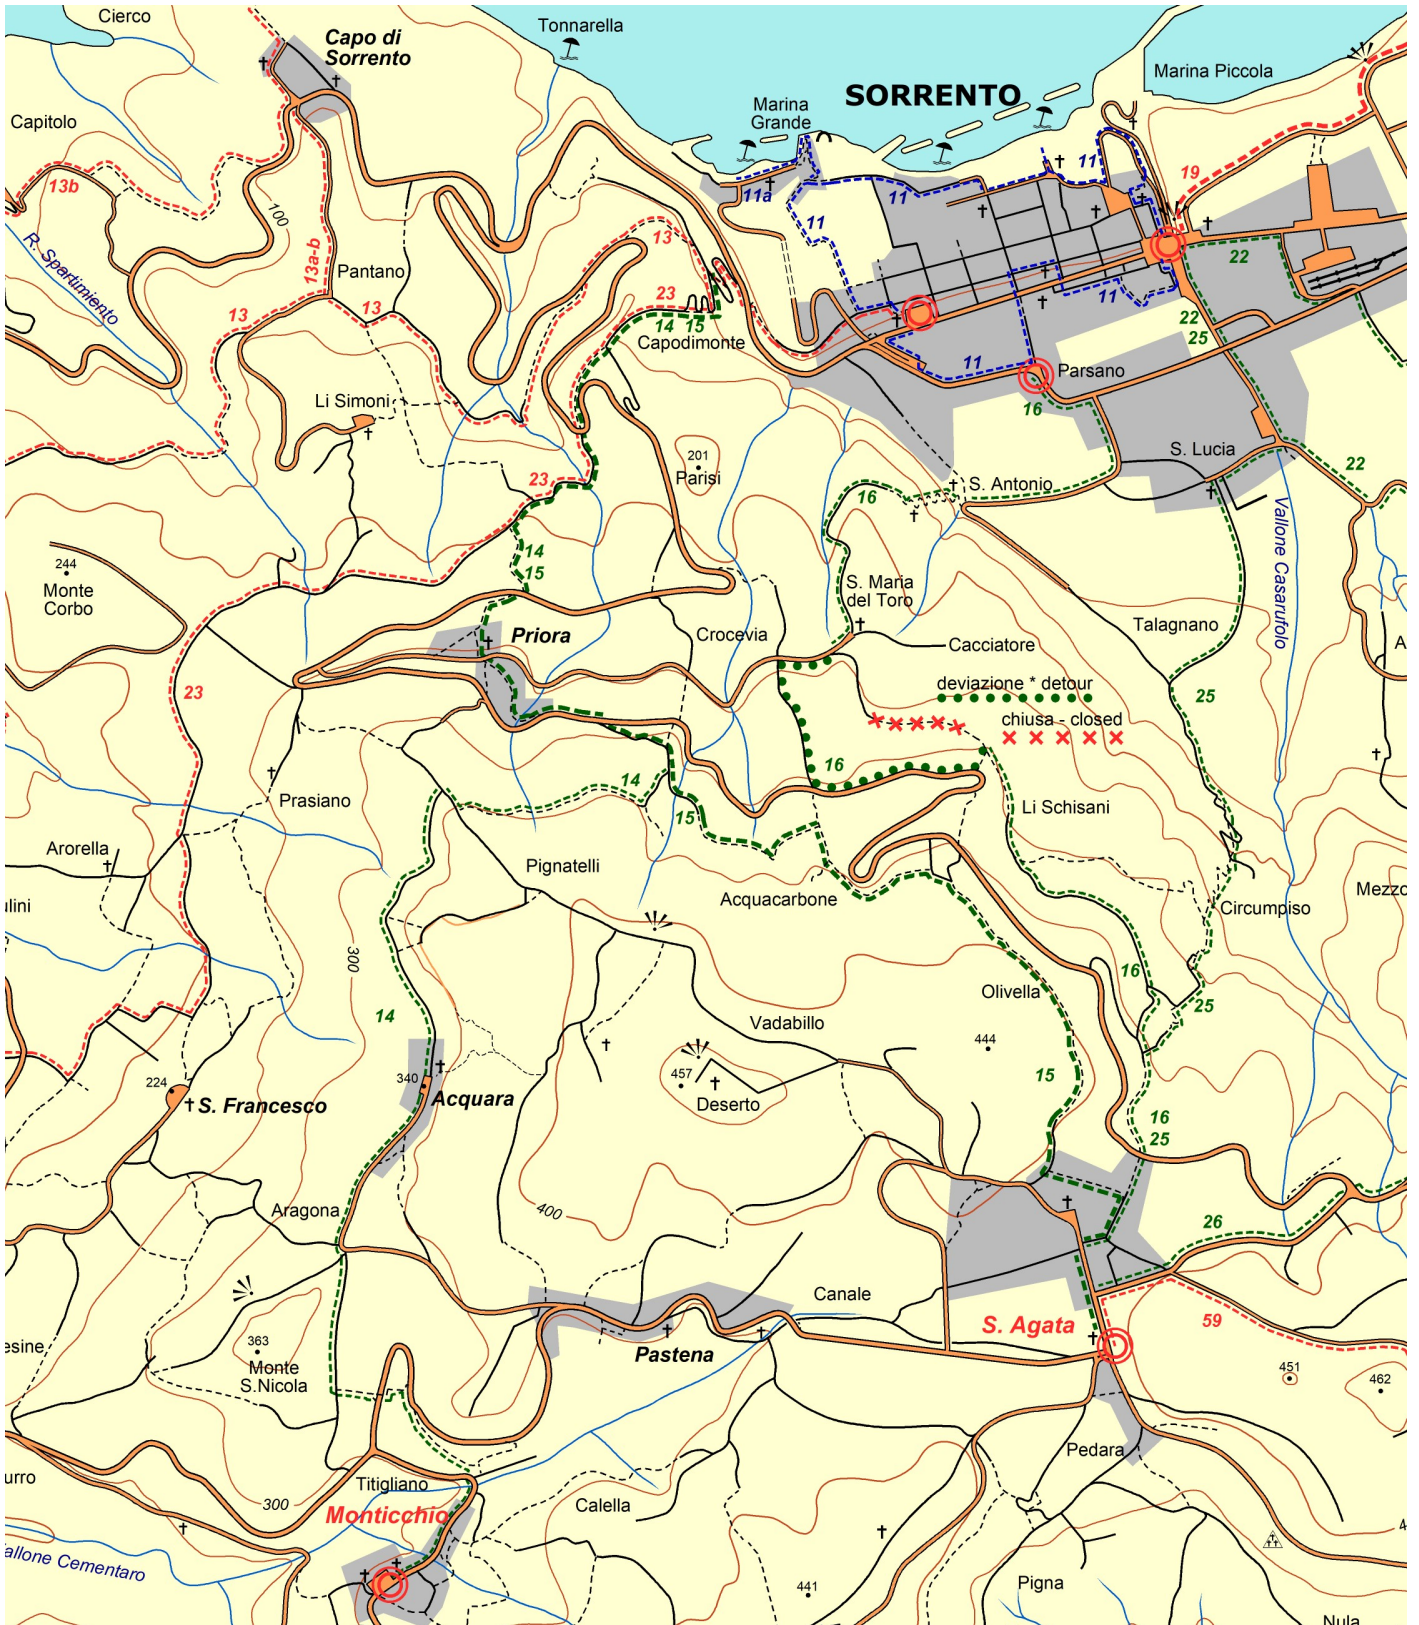 Cierco
Tonnarella
Capo di
Sorrento
Marina Piccola
SORRENTO
Marina
Grande
Capitolo
11
19
13b
11a
11
11
100
13
22
R. Spartimiento
13a-b
Pantano
23
11
13
13
14 15
22
25
Capodimonte
11
Parsano
Li Simoni
16
S. Lucia
201
Parisi
22
23
S. Antonio
16
Vallone Casarufolo
14
15
244
Monte
Corbo
S. Maria
del Toro
Talagnano
Priora
Crocevia
Cacciatore
A
23
deviazione * detour
25
chiusa - closed
16
14
Prasiano
Li Schisani
15
Arorella
Pignatelli
Acquacarbone
Mezzo
ulini
Circumpiso
300
16
Olivella
25
14
Vadabillo
444
457
340
15
224
S. Francesco
Acquara
Deserto
16
25
400
Aragona
26
Canale
S. Agata
59
esine
363
Monte
S.Nicola
Pastena
451
462
Pedara
urro
Titigliano
300
Calella
Monticchio
4
allone Cementaro
441
Pigna
Nula